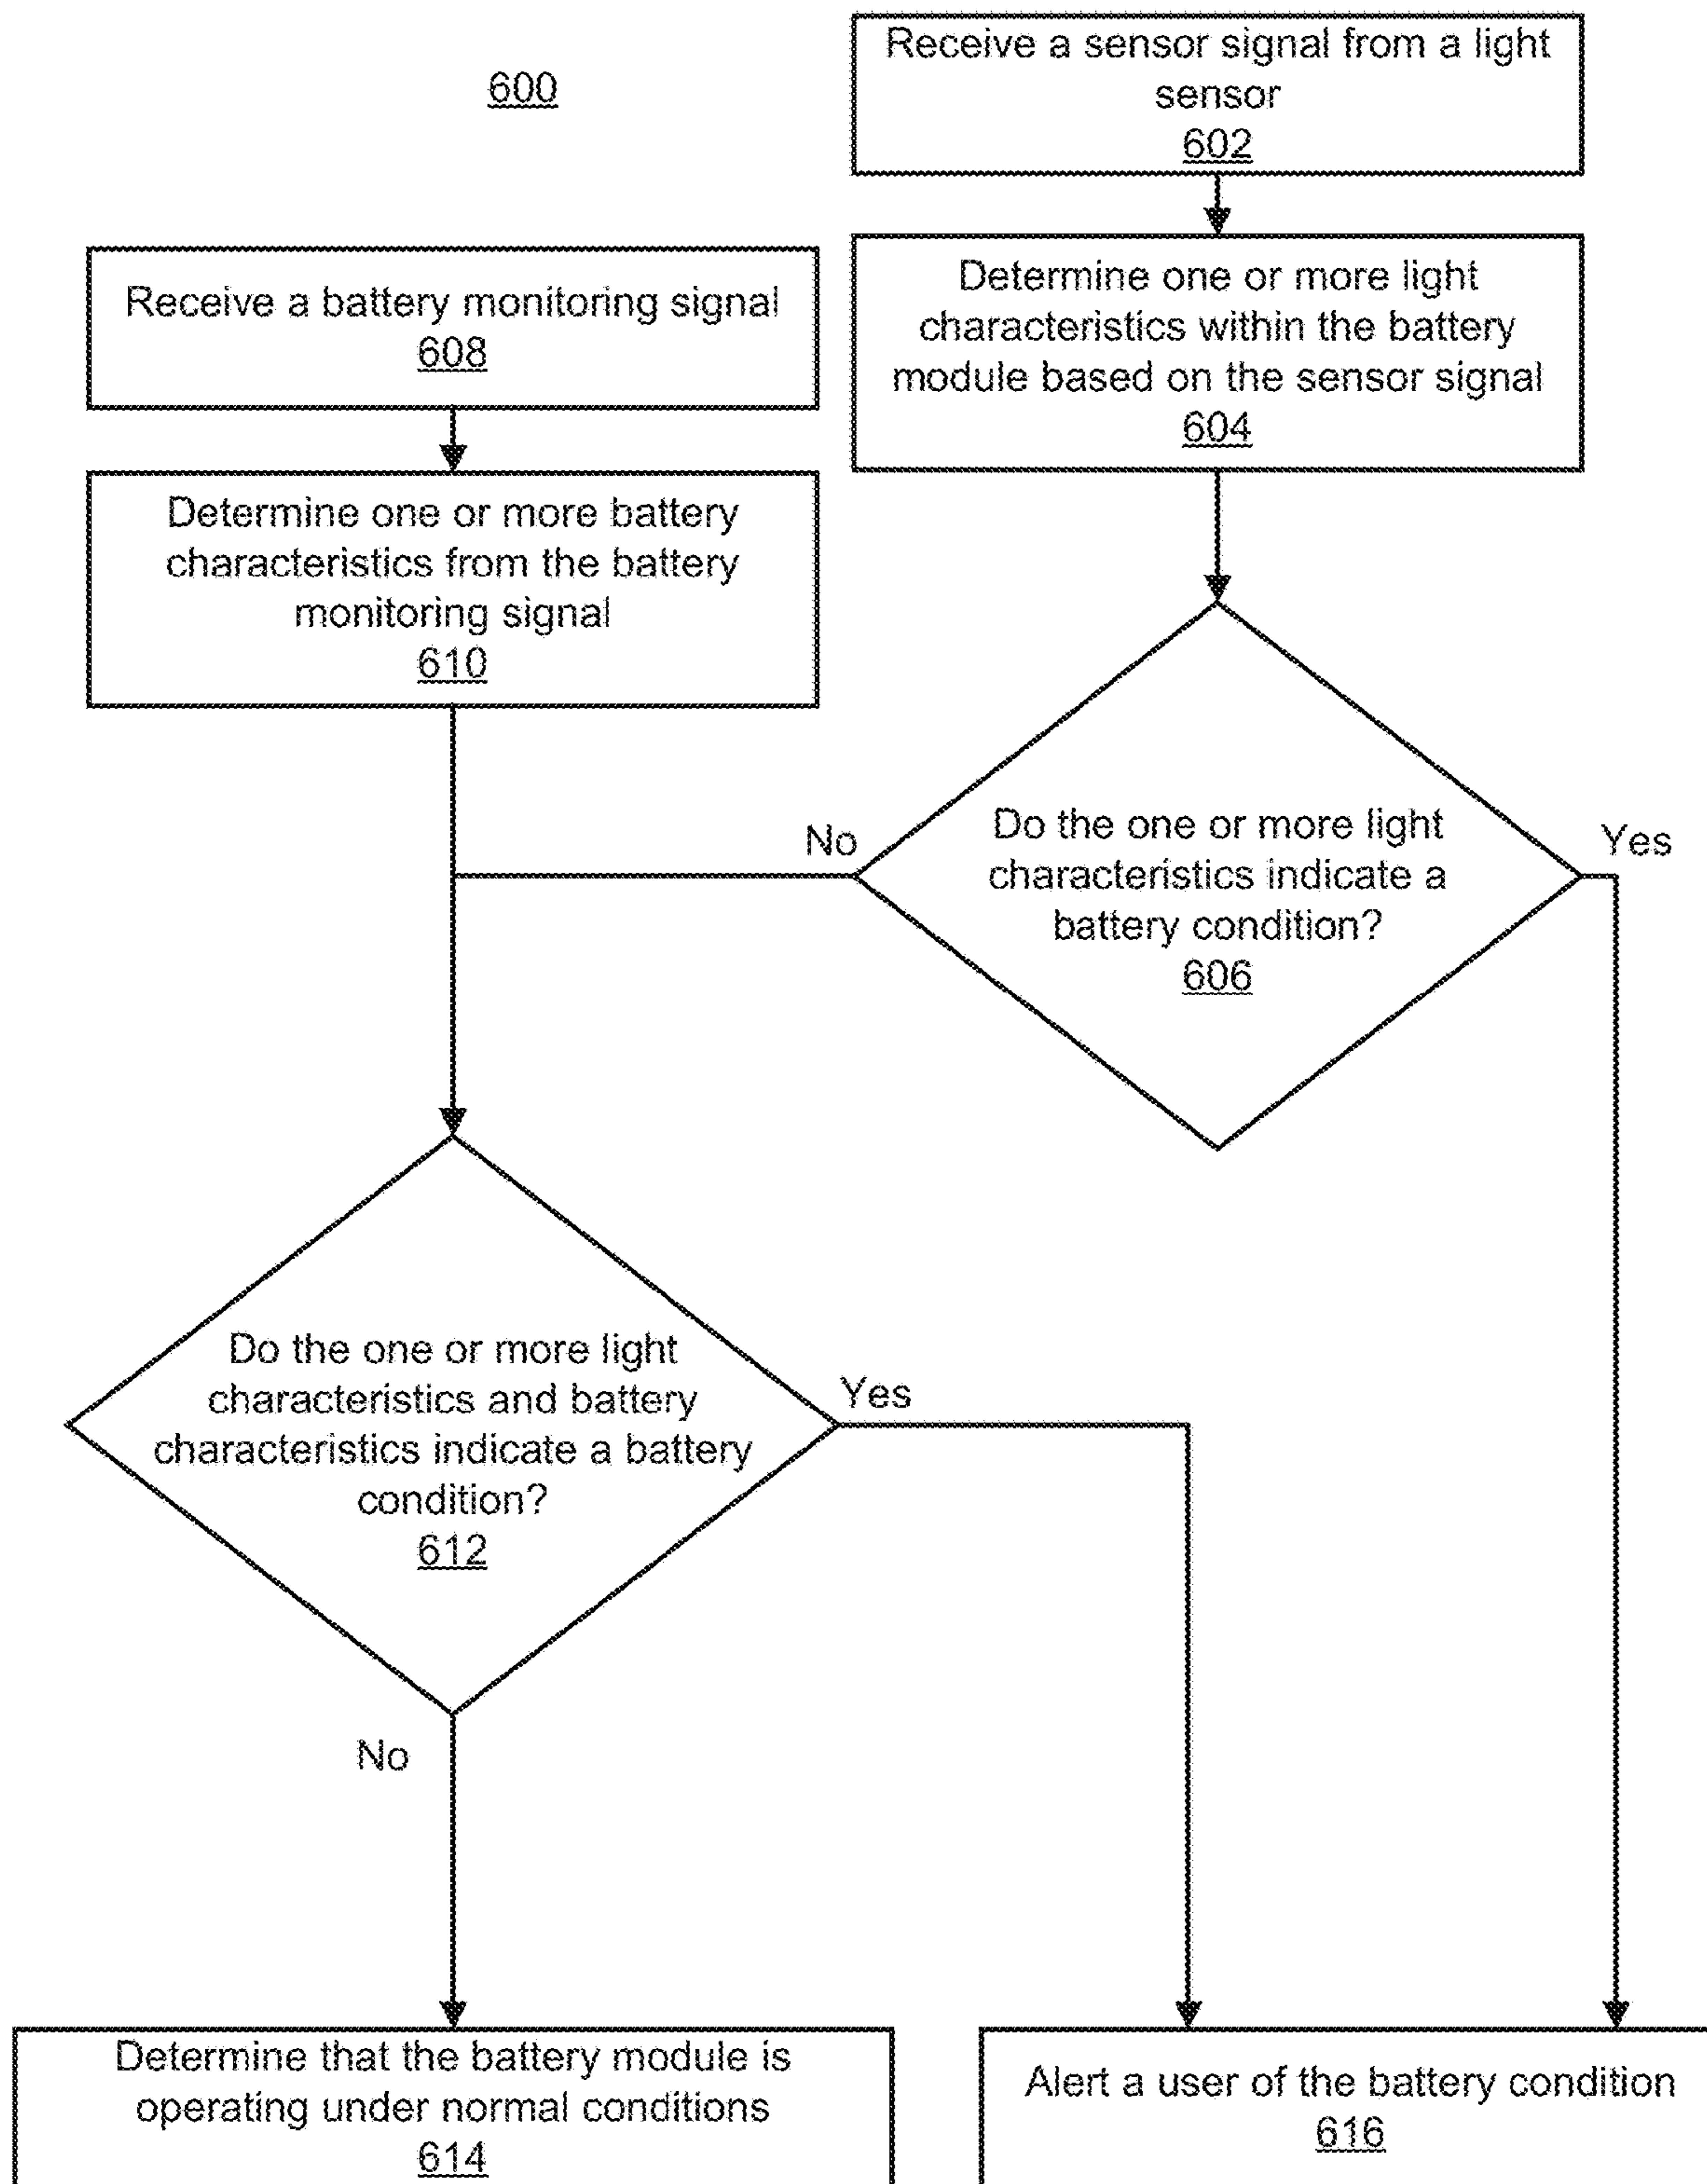 600
Receive a sensor signal from a light
sensor
602
Determine one or more light
characteristics within the battery
module based on the sensor signal
604
Receive a battery monitoring signal
608
Determine one or more battery
characteristics from the battery
monitoring signal
610
No
Do the one or more light
characteristics indicate a
battery condition?
606
Yes
Do the one or more light
characteristics and battery
characteristics indicate a battery
condition?
612
Yes
No
Determine that the battery module is
operating under normal conditions
614
Alert a user of the battery condition
616